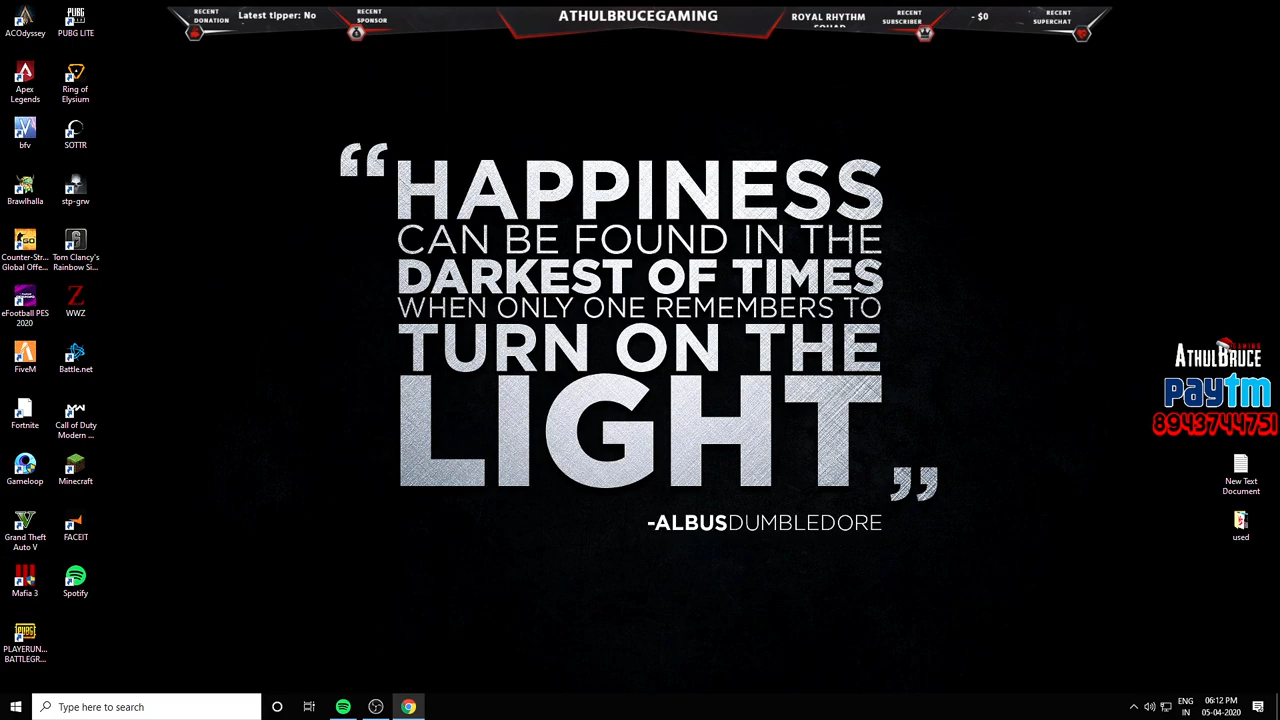 RECENT
DONATION
Latest tipper: No
RECENT
SPONSOR
ATHULBRUCEGAMING
ROYAL RHYTHM
SQUAD
RECENT
SUBSCRIBER
- $0
RECENT
SUPERCHAT
ACOdyssey
PUBG LITE
Apex
Legends
Ring of
Elysium
bfv
SOTTR
Brawlhalla
stp-grw
Counter-Str...
Global Offe...
Tom Clancy's
Rainbow Si...
eFootball PES
2020
WWZ
FiveM
Battle.net
Fortnite
Call of Duty
Modern ...
Gameloop
Minecraft
Grand Theft
Auto V
FACEIT
Mafia 3
Spotify
PLAYERUN...
BATTLEGR...
“HAPPINESS
CAN BE FOUND IN THE
DARKEST OF TIMES
WHEN ONLY ONE REMEMBERS TO
TURN ON THE
LIGHT”
-ALBUSDUMBLEDORE
GAMING
ATHULBRUCE
paytm
8943744751
New Text
Document
used
Type here to search
ENG
IN
06:12 PM
05-04-2020